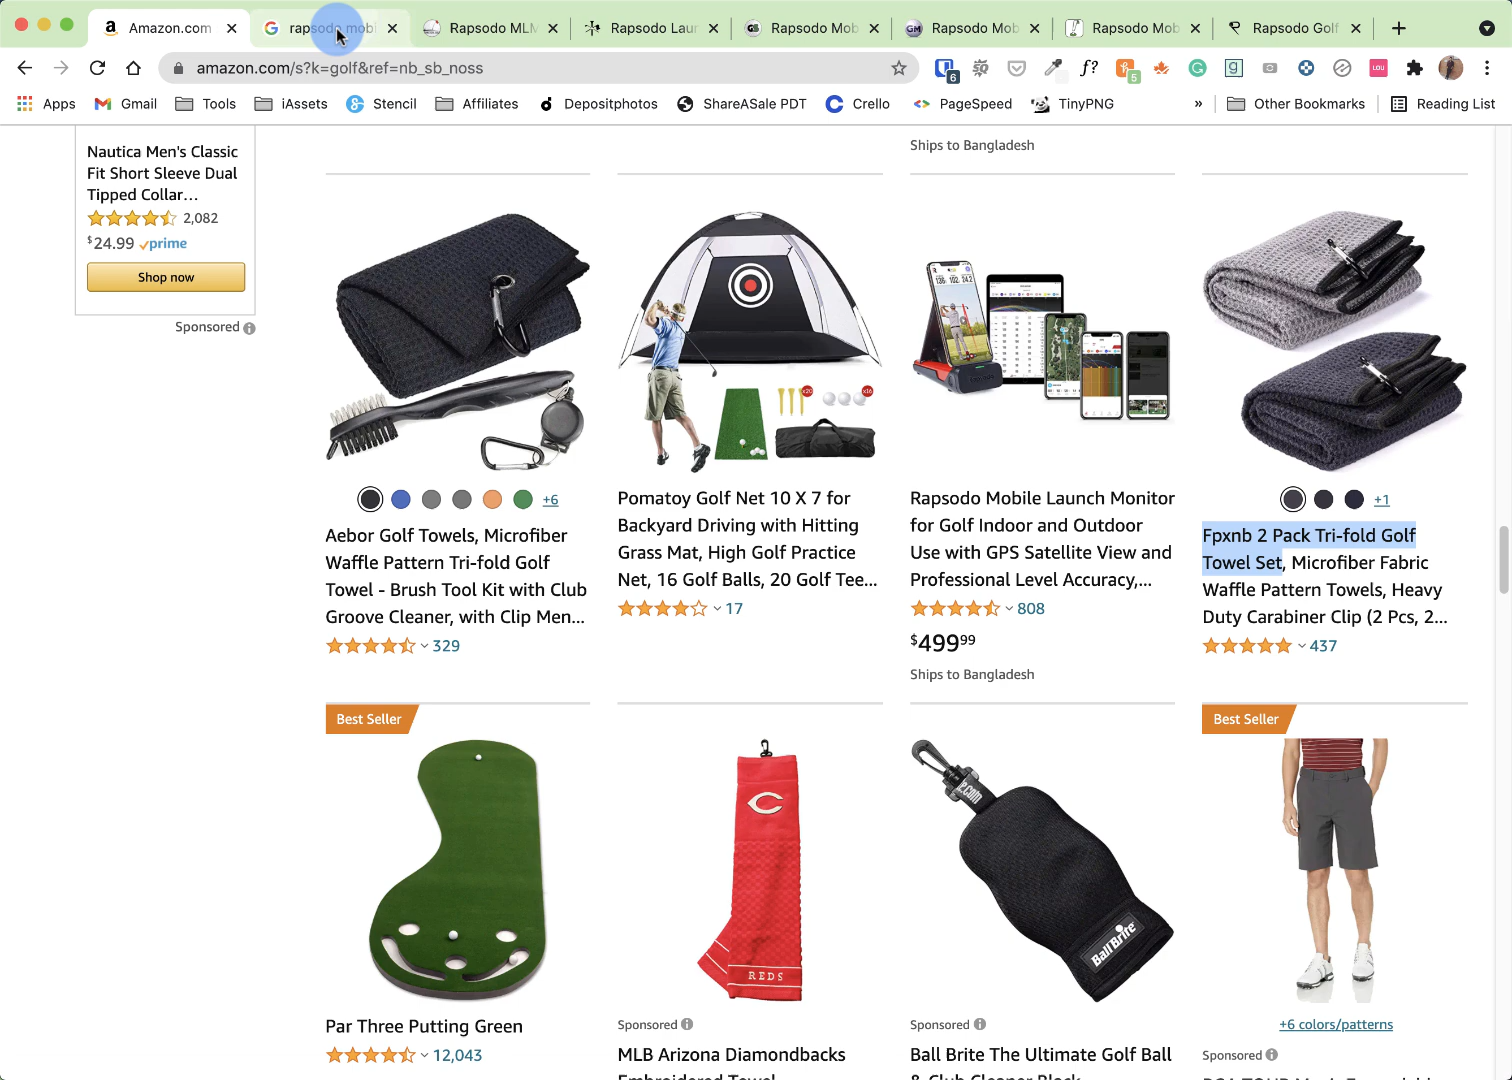 Amazon.com
rapsodo mobi
Rapsodo MLM
Rapsodo Laun
Rapsodo Mob
Rapsodo Mob
Rapsodo Mob
Rapsodo Golf
amazon.com/s?k=golf&ref=nb_sb_noss
6
f?
5
LOU
Apps
Gmail
Tools
iAssets
Stencil
Affiliates
Depositphotos
ShareASale PDT
Crello
PageSpeed
TinyPNG
»
Other Bookmarks
Reading List
Nautica Men's Classic
Fit Short Sleeve Dual
Tipped Collar...
2,082
$24.99 prime
Shop now
Sponsored
Ships to Bangladesh
+6
Aebor Golf Towels, Microfiber
Waffle Pattern Tri-fold Golf
Towel - Brush Tool Kit with Club
Groove Cleaner, with Clip Men...
329
x20
x16
Pomatoy Golf Net 10 X 7 for
Backyard Driving with Hitting
Grass Mat, High Golf Practice
Net, 16 Golf Balls, 20 Golf Tee...
17
Rapsodo Mobile Launch Monitor
for Golf Indoor and Outdoor
Use with GPS Satellite View and
Professional Level Accuracy,...
808
$499.99
Ships to Bangladesh
+1
Fpxnb 2 Pack Tri-fold Golf
Towel Set, Microfiber Fabric
Waffle Pattern Towels, Heavy
Duty Carabiner Clip (2 Pcs, 2...
437
Best Seller
Par Three Putting Green
12,043
REDS
Sponsored
MLB Arizona Diamondbacks
Embroidered Towel
Ball Brite
Sponsored
Ball Brite The Ultimate Golf Ball
& Club Cleaner Black
Best Seller
+6 colors/patterns
Sponsored